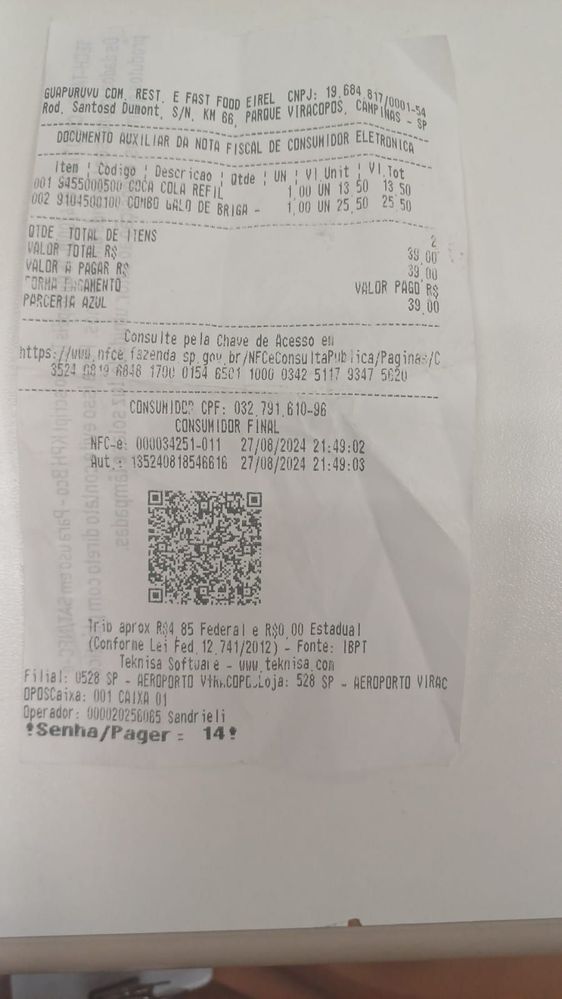 GUAPURUVU COM. REST. E FAST FOOD EIREL CNPJ: 19.684.817/0001-54
Rod. Santosd Dumont, S/N, KM 66, PARQUE VIRACOPOS, CAMPINAS - SP
DOCUMENTO AUXILIAR DA NOTA FISCAL DE CONSUMIDOR ELETRONICA
Item ¦ Codigo ¦ Descricao ¦ Qtde ¦ UN ¦ Vl.Unit ¦ Vl.Tot
001 9455000500 COCA COLA REFIL 1,00 UN 13,50 13,50
002 9104500100 COMBO GALO DE BRIGA - 1,00 UN 25,50 25,50
QTDE. TOTAL DE ITENS 2
VALOR TOTAL R$ 39,00
VALOR A PAGAR R$ 39,00
FORMA PAGAMENTO VALOR PAGO R$
PARCERIA AZUL 39,00
Consulte pela Chave de Acesso em
https://www.nfce.fazenda.sp.gov.br/NFCeConsultaPublica/Paginas/C
3524 0819 6848 1700 0154 6501 1000 0342 5117 9347 5620
CONSUMIDOR CPF: 032.791.610-96
CONSUMIDOR FINAL
NFC-e: 000034251-011 27/08/2024 21:49:02
Aut.: 135240818546616 27/08/2024 21:49:03
Trib aprox R$4,85 Federal e R$0,00 Estadual
(Conforme Lei Fed.12.741/2012) - Fonte: IBPT
Teknisa Software - www.teknisa.com
Filial: 0528 SP - AEROPORTO VIRACOPOS.Loja: 528 SP - AEROPORTO VIRAC
OPOSCaixa: 001 CAIXA 01
Operador: 000020256065 Sandrieli
!Senha/Pager = 14!